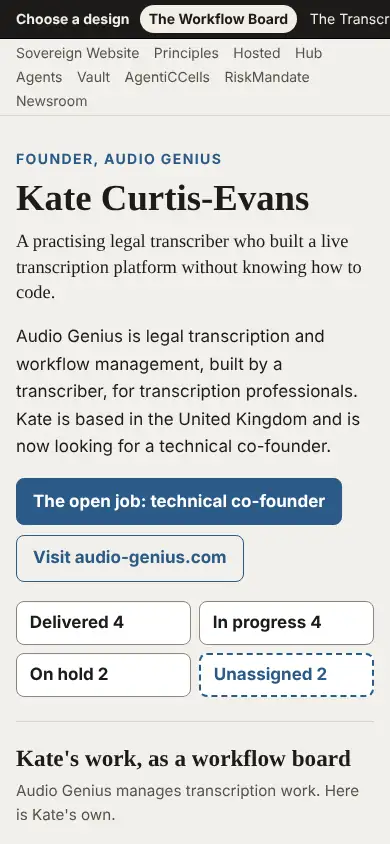 Choose a design The Workflow Board The Transcr
Sovereign Website Principles Hosted Hub
Agents Vault AgentiCCells RiskMandate
Newsroom
FOUNDER, AUDIO GENIUS
Kate Curtis-Evans
A practising legal transcriber who built a live
transcription platform without knowing how to
code.
Audio Genius is legal transcription and
workflow management, built by a
transcriber, for transcription professionals.
Kate is based in the United Kingdom and is
now looking for a technical co-founder.
The open job: technical co-founder
Visit audio-genius.com
Delivered 4 In progress 4
On hold 2 Unassigned 2
Kate's work, as a workflow board
Audio Genius manages transcription work. Here
is Kate's own.